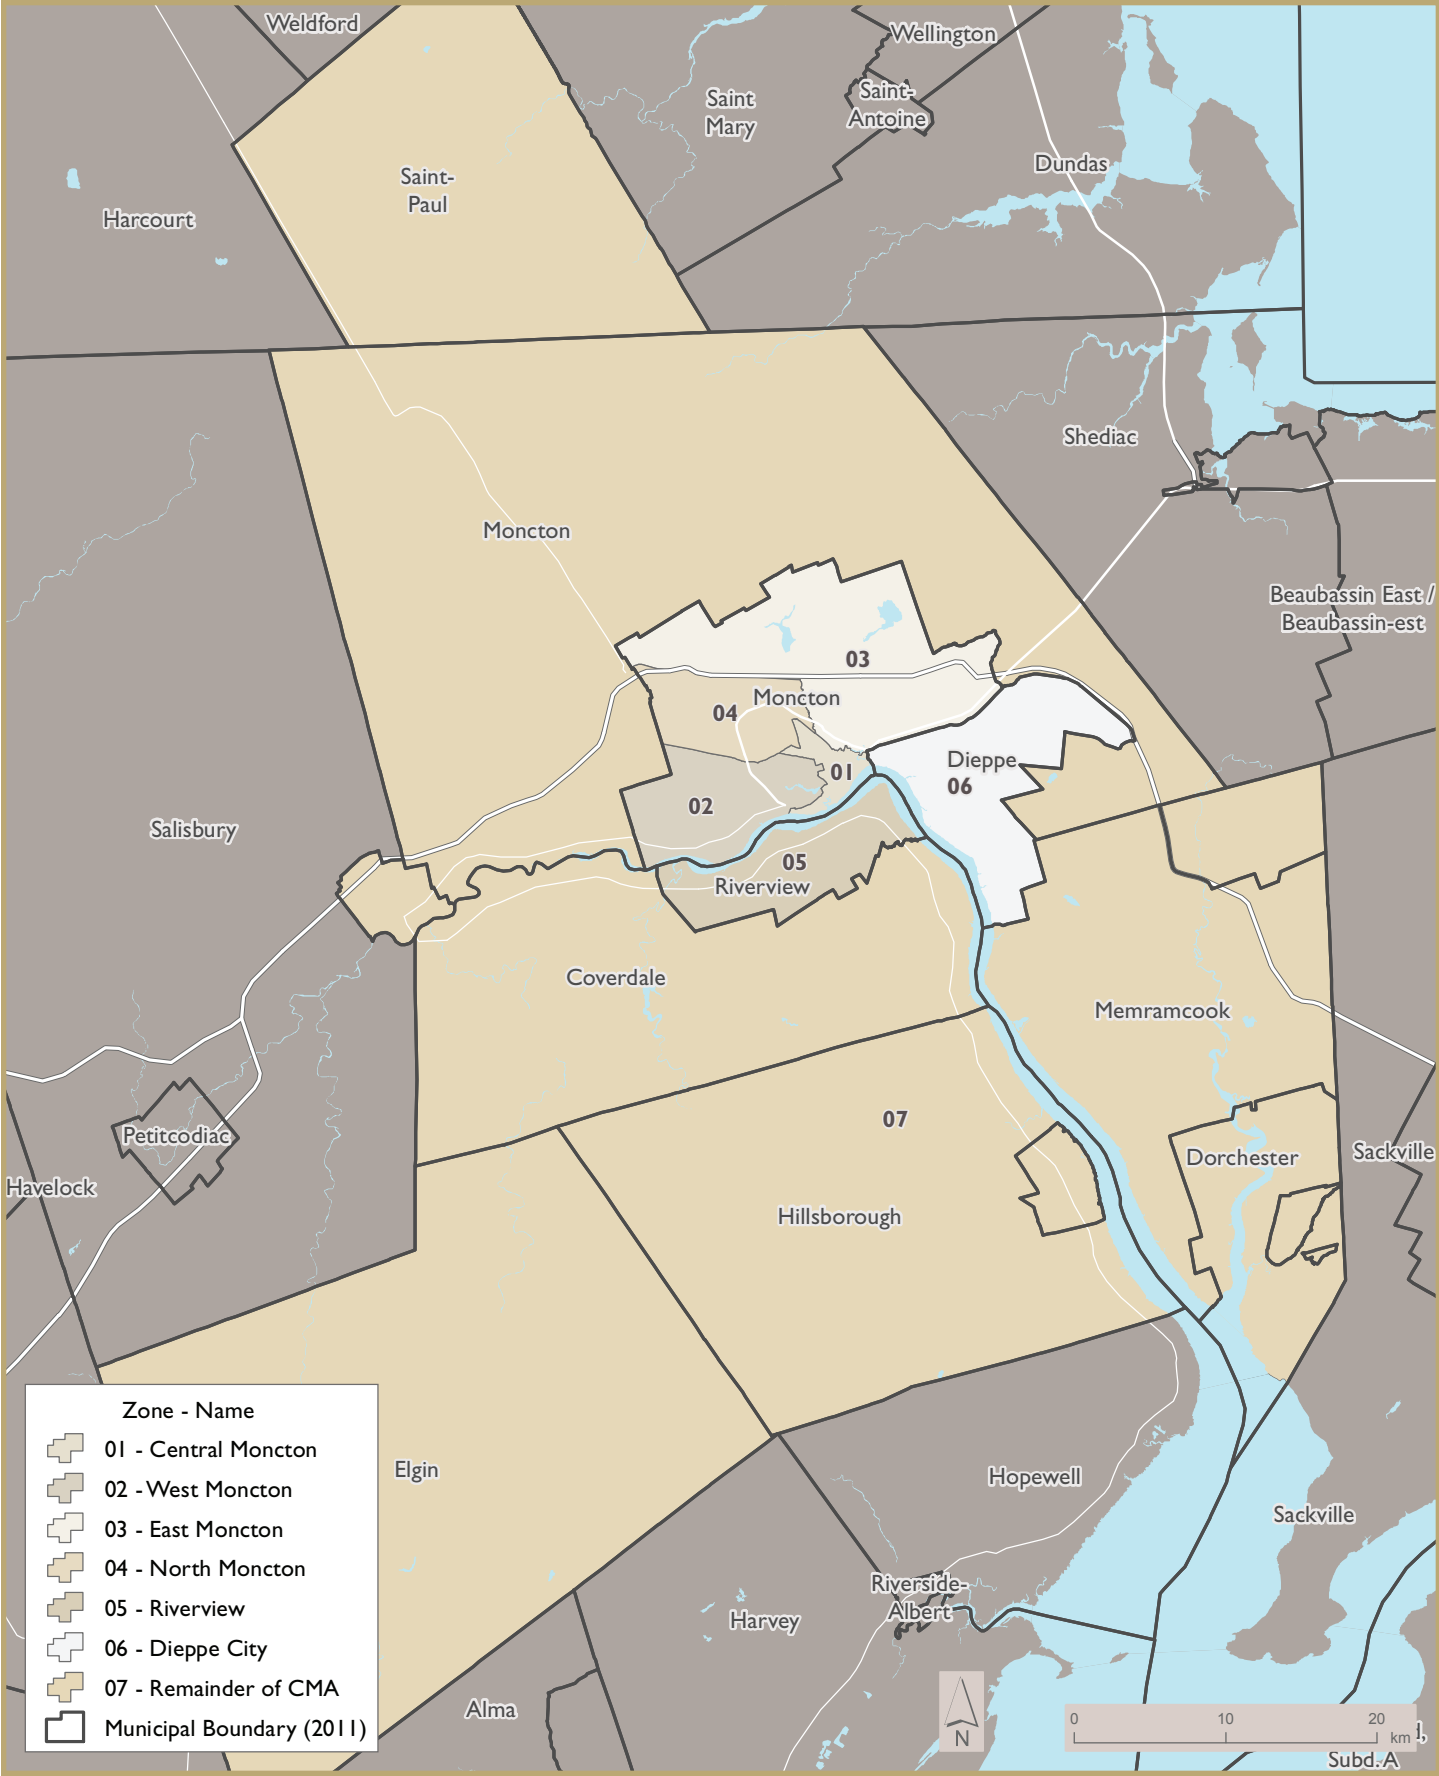 Weldford
Wellington
Saint
Mary
Saint-
Antoine
Dundas
Saint-
Paul
Harcourt
Shediac
Moncton
Beaubassin East /
Beaubassin-est
03
Moncton
04
Dieppe
06
01
02
Salisbury
05
Riverview
Coverdale
Memramcook
07
Petitcodiac
Dorchester
Sackville
Havelock
Hillsborough
Elgin
Hopewell
Sackville
Riverside-
Albert
Harvey
Alma
Zone - Name
01 - Central Moncton
02 - West Moncton
03 - East Moncton
04 - North Moncton
05 - Riverview
06 - Dieppe City
07 - Remainder of CMA
Municipal Boundary (2011)
N
0 10 20
km
Subd. A